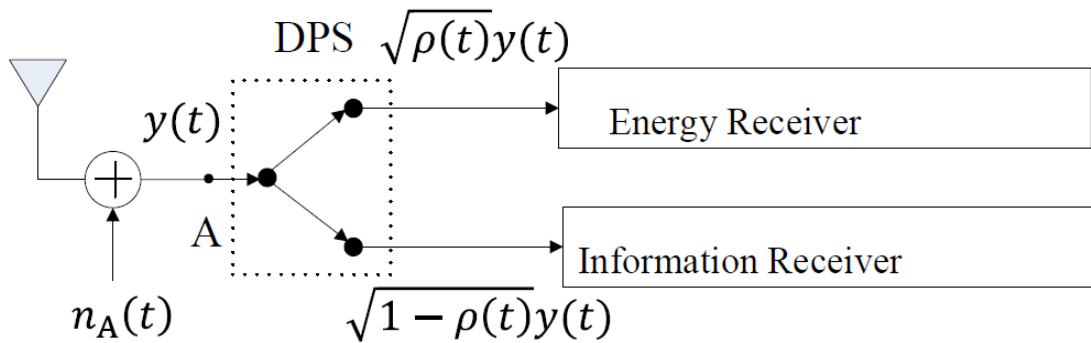 DPS
√ρ(t)y(t)
y(t)
Energy Receiver
A
Information Receiver
n_A(t)
√1 − ρ(t)y(t)